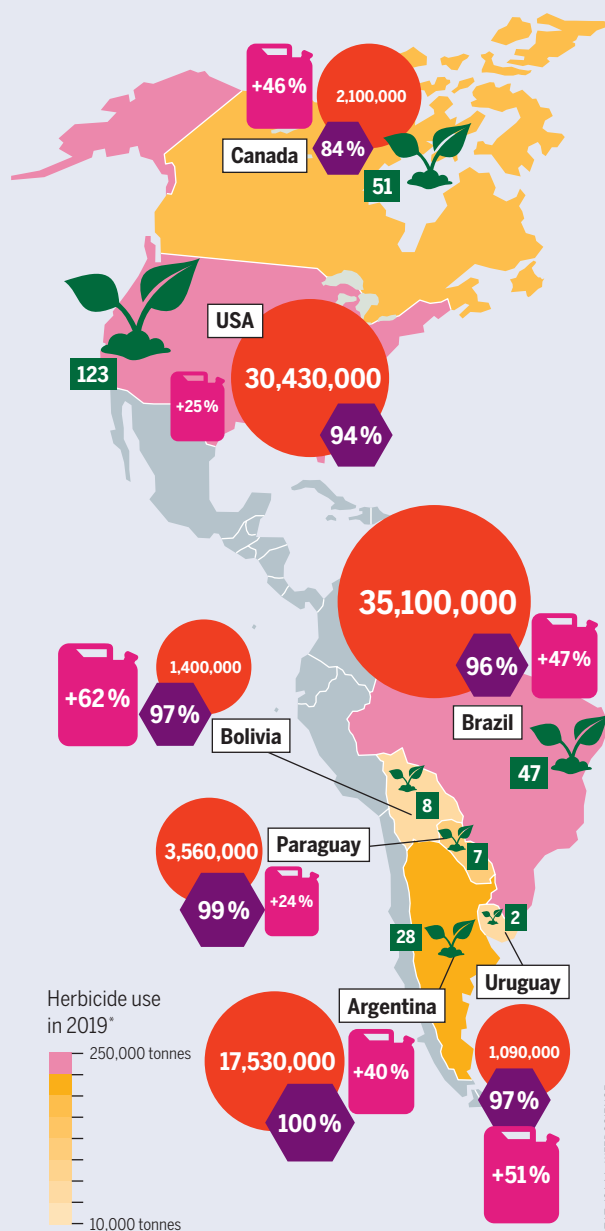 +46 %
2,100,000
Canada
84 %
51
USA
123
30,430,000
+25 %
94 %
35,100,000
1,400,000
+62 %
97 %
96 %
+47 %
Bolivia
Brazil
47
8
3,560,000
Paraguay
7
99 %
+24 %
28
2
Argentina
Uruguay
Herbicide use
in 2019*
250,000 tonnes
10,000 tonnes
17,530,000
+40 %
100 %
1,090,000
97 %
+51 %